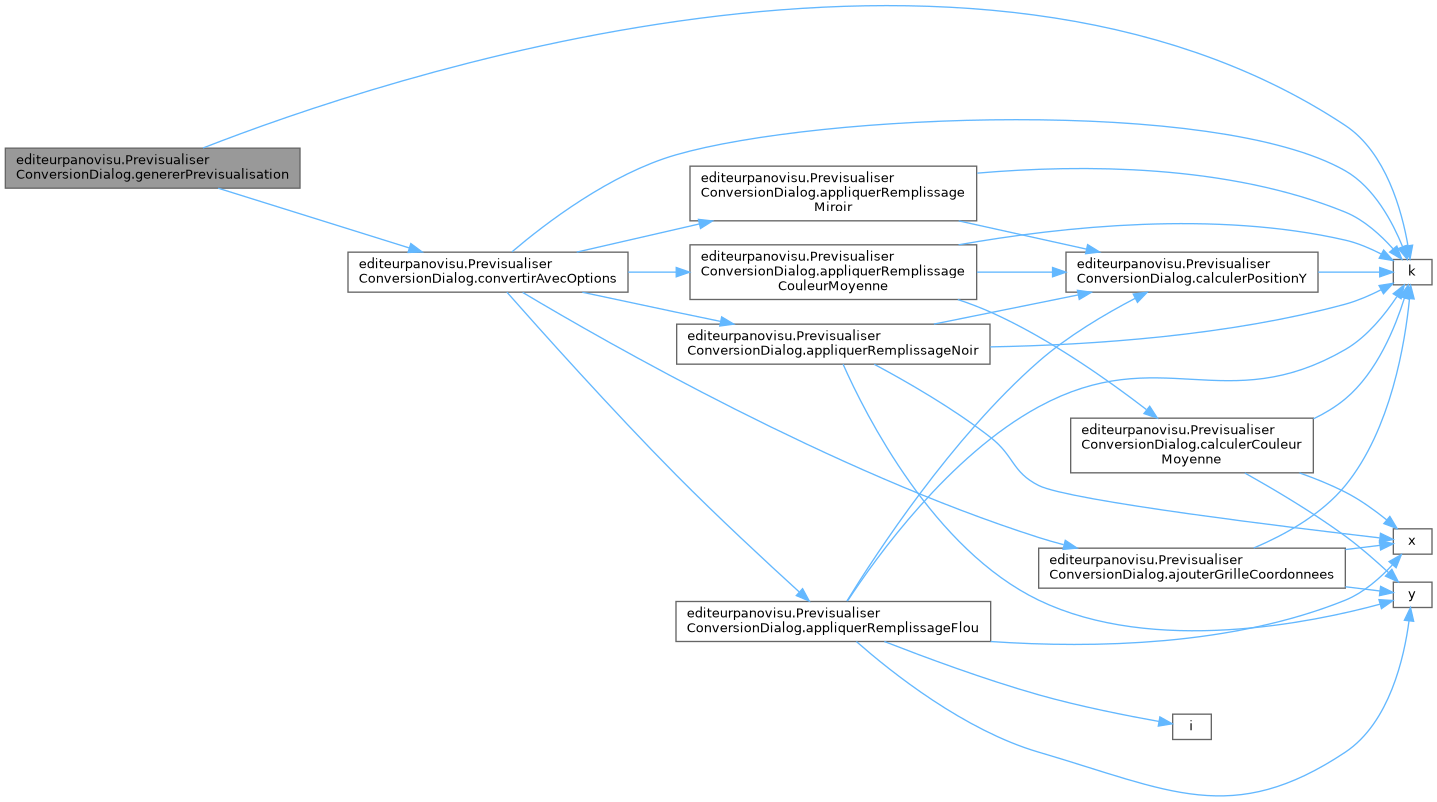 editeurpanovisu.Previsualiser
ConversionDialog.genererPrevisualisation
editeurpanovisu.Previsualiser
ConversionDialog.convertirAvecOptions
editeurpanovisu.Previsualiser
ConversionDialog.appliquerRemplissage
Miroir
editeurpanovisu.Previsualiser
ConversionDialog.appliquerRemplissage
CouleurMoyenne
editeurpanovisu.Previsualiser
ConversionDialog.appliquerRemplissageNoir
editeurpanovisu.Previsualiser
ConversionDialog.appliquerRemplissageFlou
editeurpanovisu.Previsualiser
ConversionDialog.calculerPositionY
editeurpanovisu.Previsualiser
ConversionDialog.calculerCouleur
Moyenne
editeurpanovisu.Previsualiser
ConversionDialog.ajouterGrilleCoordonnees
i
k
x
y